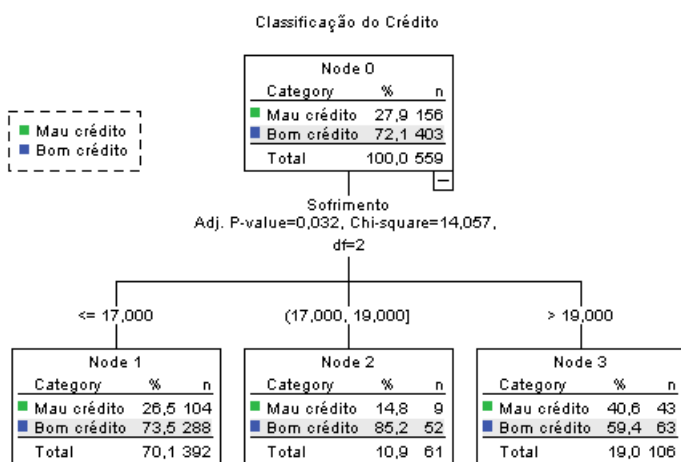 Classificação do Crédito
Node 0
Category % n
Mau crédito 27,9 156
Bom crédito 72,1 403
Total 100,0 559
Mau crédito
Bom crédito
Sofrimento
Adj. P-value=0,032, Chi-square=14,057,
df=2
<= 17,000
(17,000, 19,000]
> 19,000
Node 1
Category % n
Mau crédito 26,5 104
Bom crédito 73,5 288
Total 70,1 392
Node 2
Category % n
Mau crédito 14,8 9
Bom crédito 85,2 52
Total 10,9 61
Node 3
Category % n
Mau crédito 40,6 43
Bom crédito 59,4 63
Total 19,0 106